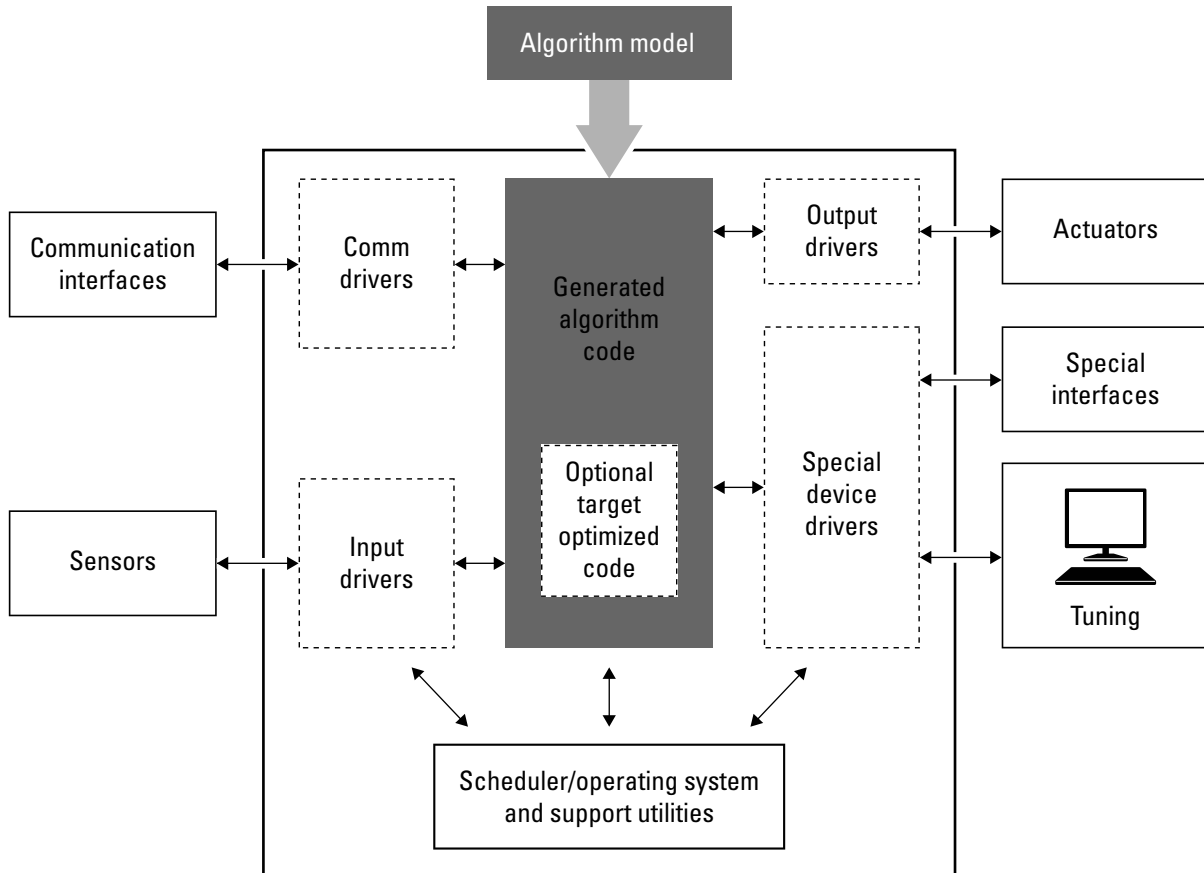 Algorithm model
Communication
interfaces
Comm
drivers
Generated
algorithm
code
Output
drivers
Actuators
Special
interfaces
Sensors
Input
drivers
Optional
target
optimized
code
Special
device
drivers
Tuning
Scheduler/operating system
and support utilities